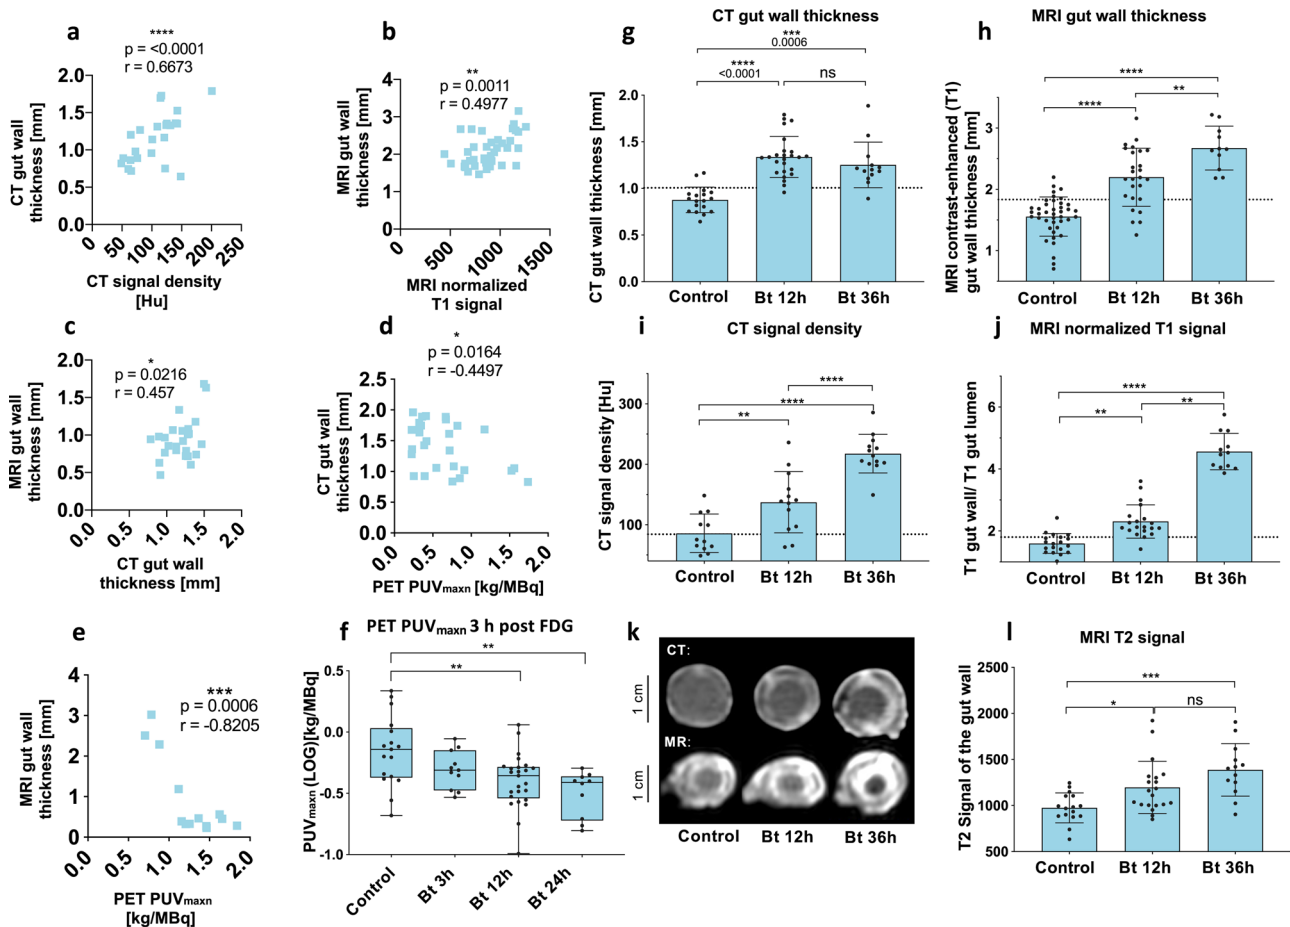 a
****
p = <0.0001
r = 0.6673
CT gut wall
thickness [mm]
2.0
1.5
1.0
0.5
0.0
0
50
100
150
200
250
CT signal density
[Hu]
b
**
p = 0.0011
r = 0.4977
MRI gut wall
thickness [mm]
4
3
2
1
0
0
500
1000
1500
MRI normalized
T1 signal
g
CT gut wall thickness
***
0.0006
****
<0.0001
ns
CT gut wall thickness [mm]
2.0
1.5
1.0
0.5
0.0
Control
Bt 12h
Bt 36h
h
MRI gut wall thickness
****
****
**
MRI contrast-enhanced (T1)
gut wall thickness [mm]
3
2
1
Control
Bt 12h
Bt 36h
c
*
p = 0.0216
r = 0.457
MRI gut wall
thickness [mm]
2.0
1.5
1.0
0.5
0.0
0.0
0.5
1.0
1.5
2.0
CT gut wall
thickness [mm]
d
*
p = 0.0164
r = -0.4497
CT gut wall
thickness [mm]
2.5
2.0
1.5
1.0
0.5
0.0
0.0
0.5
1.0
1.5
2.0
PET PUVmaxn [kg/MBq]
i
CT signal density
****
****
**
CT signal density [Hu]
300
200
100
Control
Bt 12h
Bt 36h
j
MRI normalized T1 signal
****
**
**
T1 gut wall/ T1 gut lumen
6
4
2
Control
Bt 12h
Bt 36h
e
***
p = 0.0006
r = -0.8205
MRI gut wall
thickness [mm]
4
3
2
1
0
0.0
0.5
1.0
1.5
2.0
PET PUVmaxn
[kg/MBq]
f
PET PUVmaxn 3 h post FDG
**
**
PUVmaxn (LOG)[kg/MBq]
0.5
0.0
-0.5
-1.0
Control
Bt 3h
Bt 12h
Bt 24h
k
CT:
1 cm
MR:
1 cm
Control
Bt 12h
Bt 36h
l
MRI T2 signal
***
*
ns
T2 Signal of the gut wall
2500
2000
1500
1000
500
Control
Bt 12h
Bt 36h